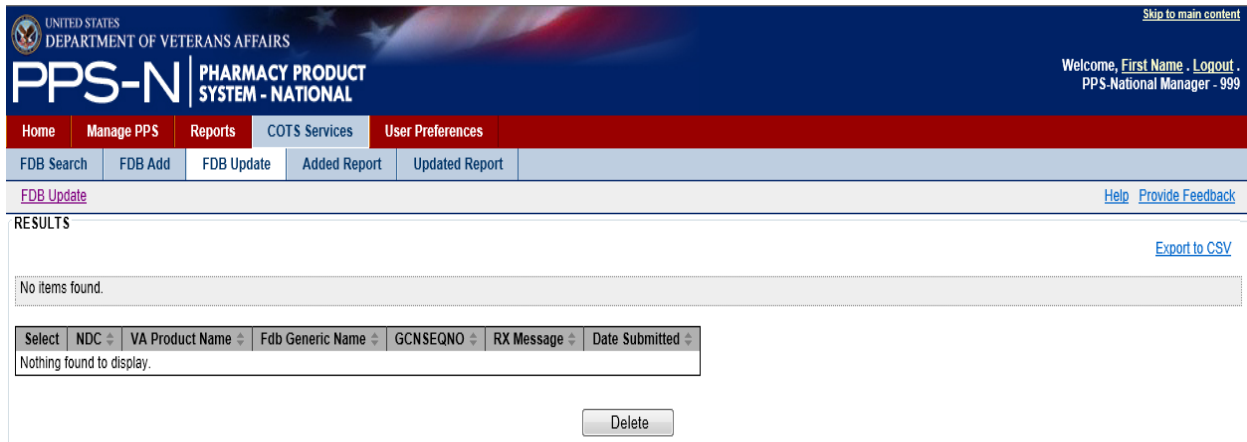 Skip to main content
UNITED STATES
DEPARTMENT OF VETERANS AFFAIRS
PPS-N PHARMACY PRODUCT
SYSTEM - NATIONAL
Welcome, First Name . Logout .
PPS-National Manager - 999
Home Manage PPS Reports COTS Services User Preferences
FDB Search FDB Add FDB Update Added Report Updated Report
FDB Update Help Provide Feedback
RESULTS
Export to CSV
No items found.
Select NDC VA Product Name Fdb Generic Name GCNSEQNO RX Message Date Submitted
Nothing found to display.
Delete